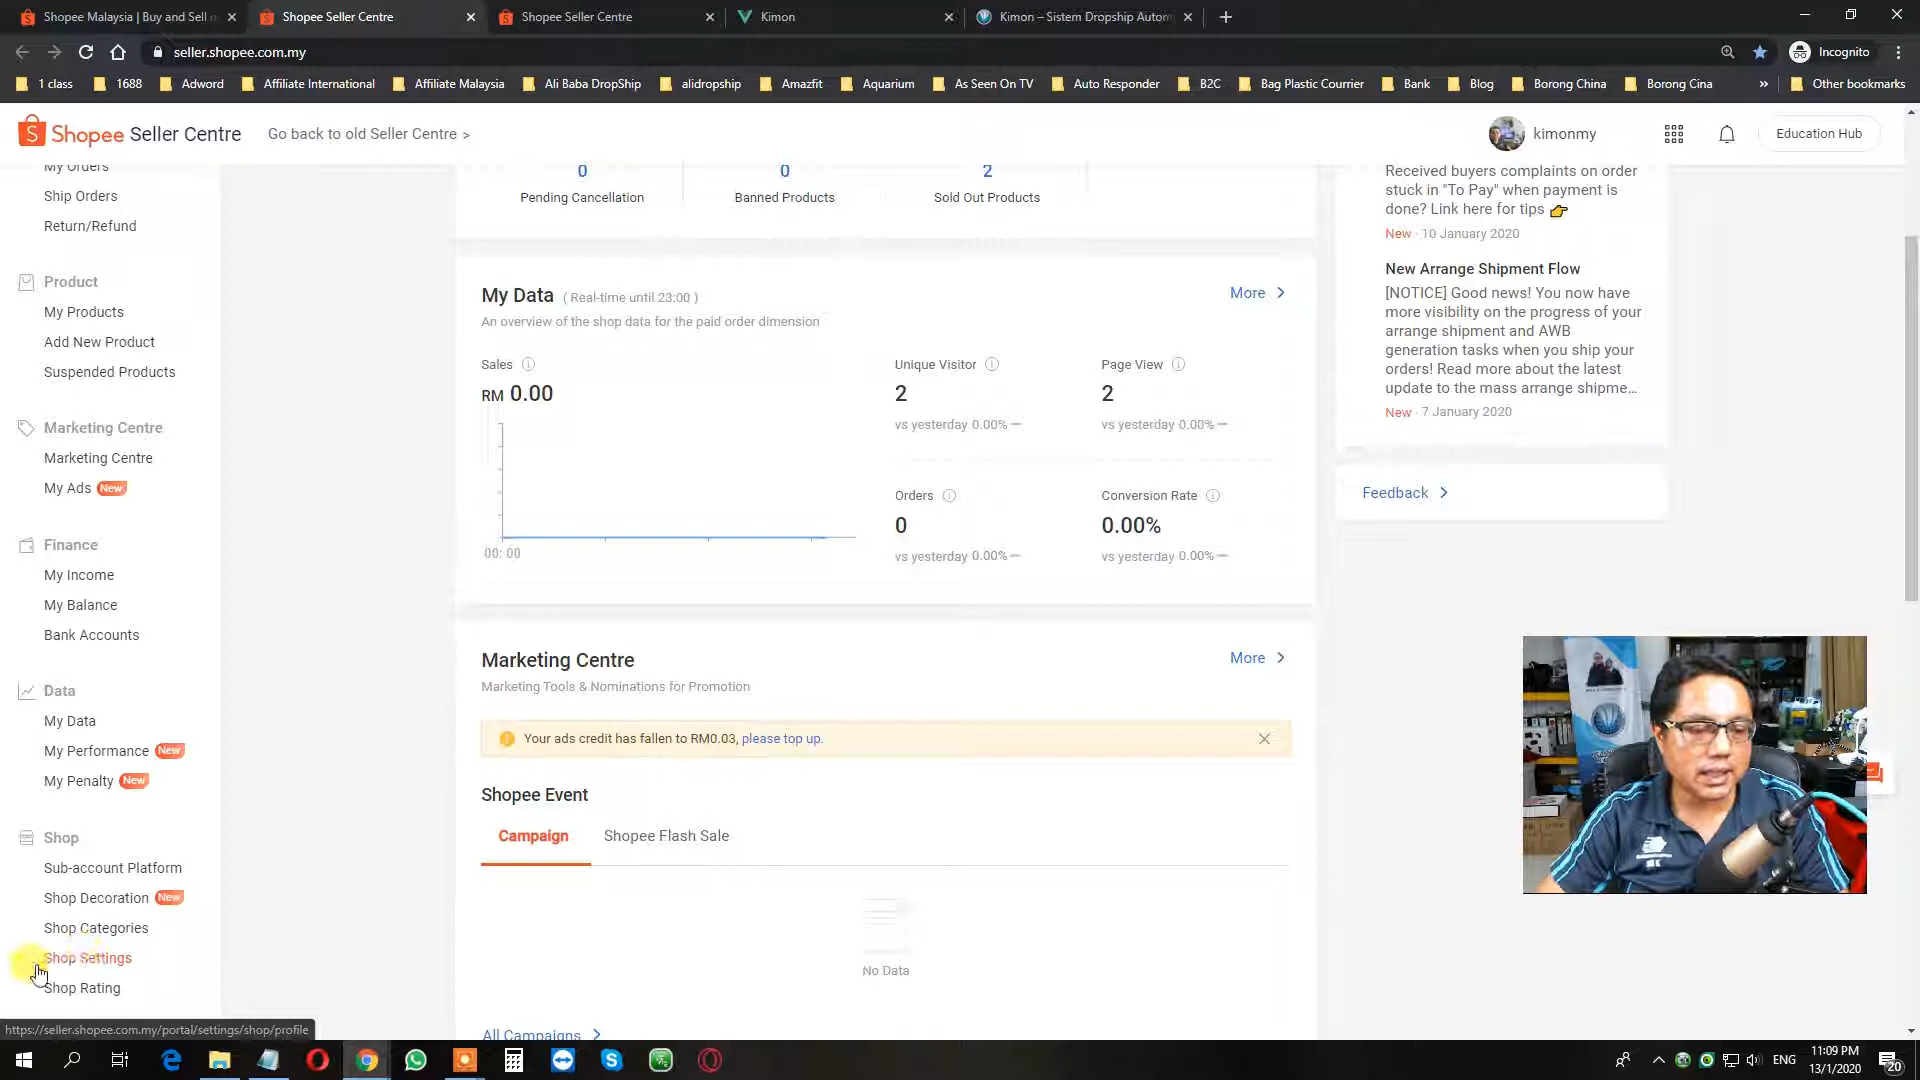 Shopee Malaysia | Buy and Sell o
Shopee Seller Centre
Shopee Seller Centre
Kimon
Kimon – Sistem Dropship Autom
seller.shopee.com.my
Incognito
1 class
1688
Adword
Affiliate International
Affiliate Malaysia
Ali Baba DropShip
alidropship
Amazfit
Aquarium
As Seen On TV
Auto Responder
B2C
Bag Plastic Courrier
Bank
Blog
Borong China
Borong Cina
»
Other bookmarks
Shopee Seller Centre
Go back to old Seller Centre >
kimonmy
Education Hub
My Orders
Ship Orders
Return/Refund
Product
My Products
Add New Product
Suspended Products
Marketing Centre
Marketing Centre
My Ads New
Finance
My Income
My Balance
Bank Accounts
Data
My Data
My Performance New
My Penalty New
Shop
Sub-account Platform
Shop Decoration New
Shop Categories
Shop Settings
Shop Rating
https://seller.shopee.com.my/portal/settings/shop/profile
0
Pending Cancellation
0
Banned Products
2
Sold Out Products
My Data ( Real-time until 23:00 )
More >
An overview of the shop data for the paid order dimension
Sales
RM 0.00
00: 00
Unique Visitor
2
vs yesterday 0.00% –
Page View
2
vs yesterday 0.00% –
Orders
0
vs yesterday 0.00% –
Conversion Rate
0.00%
vs yesterday 0.00% –
Marketing Centre
More >
Marketing Tools & Nominations for Promotion
Your ads credit has fallen to RM0.03, please top up.
Shopee Event
Campaign
Shopee Flash Sale
No Data
All Campaigns >
Received buyers complaints on order
stuck in "To Pay" when payment is
done? Link here for tips 👉
New · 10 January 2020
New Arrange Shipment Flow
[NOTICE] Good news! You now have
more visibility on the progress of your
arrange shipment and AWB
generation tasks when you ship your
orders! Read more about the latest
update to the mass arrange shipme...
New · 7 January 2020
Feedback >
ENG
11:09 PM
13/1/2020
20